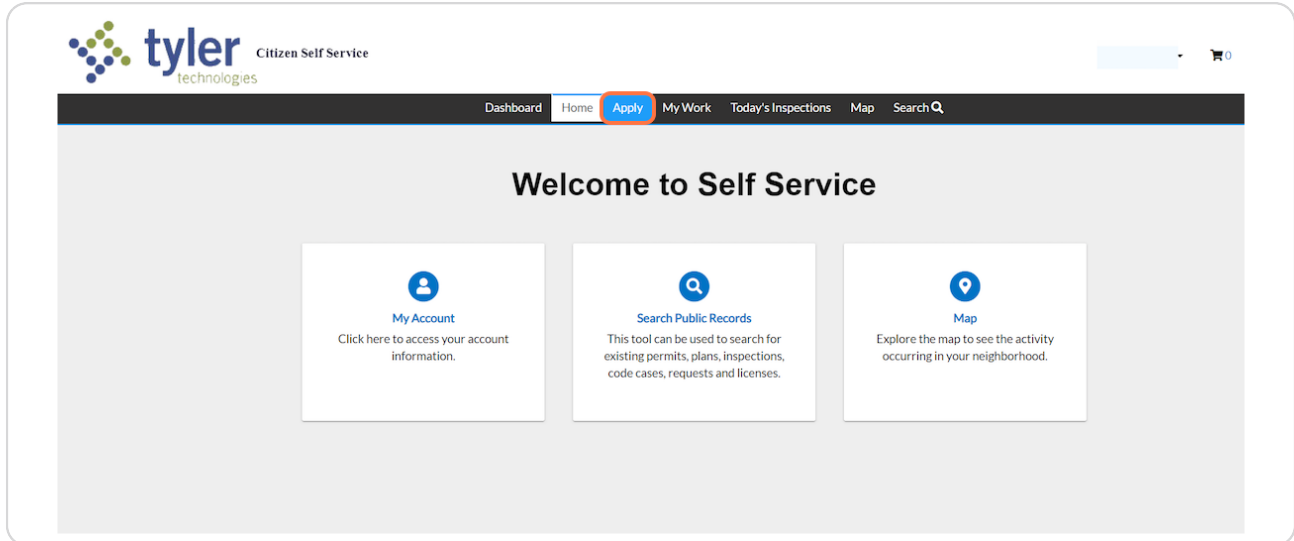 tyler
technologies
Citizen Self Service
0
Dashboard Home Apply My Work Today's Inspections Map Search
Welcome to Self Service
My Account
Click here to access your account
information.
Search Public Records
This tool can be used to search for
existing permits, plans, inspections,
code cases, requests and licenses.
Map
Explore the map to see the activity
occurring in your neighborhood.